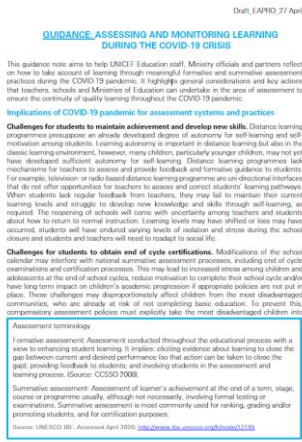 Draft_EAPRO_27 April
GUIDANCE: ASSESSING AND MONITORING LEARNING
DURING THE COVID-19 CRISIS
This guidance note aims to help UNICEF Education staff, Ministry officials and partners reflect
on how to take account of learning through meaningful formative and summative assessment
practices during the COVID-19 pandemic. It highlights general considerations and key actions
that teachers, schools and Ministries of Education can undertake in the area of assessment to
ensure the continuity of quality learning throughout the COVID-19 pandemic.
Implications of COVID-19 pandemic for assessment systems and practices
Challenges for students to maintain achievement and develop new skills. Distance learning
programmes presuppose an already developed degree of autonomy for self-learning and self-
motivation among students. Learning autonomy is important in distance learning but also in the
classic learning environment, however, many children, particularly younger children, may not yet
have developed sufficient autonomy for self-learning. Distance learning programmes lack
mechanisms for teachers to assess and provide feedback and formative guidance to students.
For example, television- or radio-based distance learning programme are uni-directional interfaces
that do not offer opportunities for teachers to assess and correct students' learning pathways.
When students lack regular feedback from teachers, they may fail to maintain their current
learning levels and struggle to develop new knowledge and skills through self-learning, as
required. The reopening of schools will come with uncertainty among teachers and students
about how to return to normal instruction. Learning levels may have shifted or loss may have
occurred, students will have endured varying levels of isolation and stress during the school
closure and students and teachers will need to readapt to social life.
Challenges for students to obtain end of cycle certifications. Modifications of the school
calendar may interfere with national summative assessment processes, including end of cycle
examinations and certification processes. This may lead to increased stress among children and
adolescents at the end of school cycles, reduce motivation to complete their school cycle and/or
have long-term impact on children's academic progression if appropriate policies are not put in
place. These challenges may disproportionately affect children from the most disadvantaged
communities, who are already at risk of not completing basic education. To prevent this,
compensatory assessment policies must explicitly take the most disadvantaged children into
Assessment terminology
Formative assessment: Assessment conducted throughout the educational process with a
view to enhancing student learning. It implies: eliciting evidence about learning to close the
gap between current and desired performance (so that action can be taken to close the
gap); providing feedback to students; and involving students in the assessment and
learning process. (Source: CCSSO 2008).
Summative assessment: Assessment of learner's achievement at the end of a term, stage,
course or programme usually, although not necessarily, involving formal testing or
examinations. Summative assessment is most commonly used for ranking, grading and/or
promoting students, and for certification purposes.
Source: UNESCO IBE. Assessed April 2020: